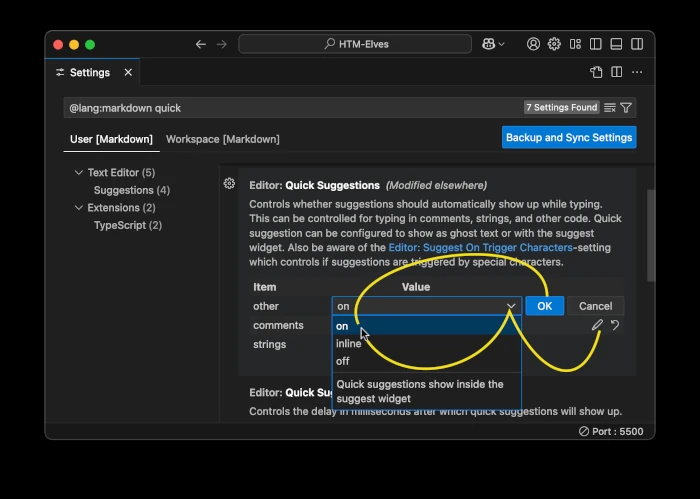 HTM-Elves
Settings
@lang:markdown quick
7 Settings Found
User [Markdown]
Workspace [Markdown]
Backup and Sync Settings
Text Editor (5)
Suggestions (4)
Extensions (2)
TypeScript (2)
Editor: Quick Suggestions (Modified elsewhere)
Controls whether suggestions should automatically show up while typing.
This can be controlled for typing in comments, strings, and other code. Quick
suggestion can be configured to show as ghost text or with the suggest
widget. Also be aware of the Editor: Suggest On Trigger Characters-setting
which controls if suggestions are triggered by special characters.
Item Value
other on OK Cancel
comments on
strings inline
off
Quick suggestions show inside the
suggest widget
Editor: Quick Su
Controls the delay in milliseconds after which quick suggestions will show up.
Port : 5500